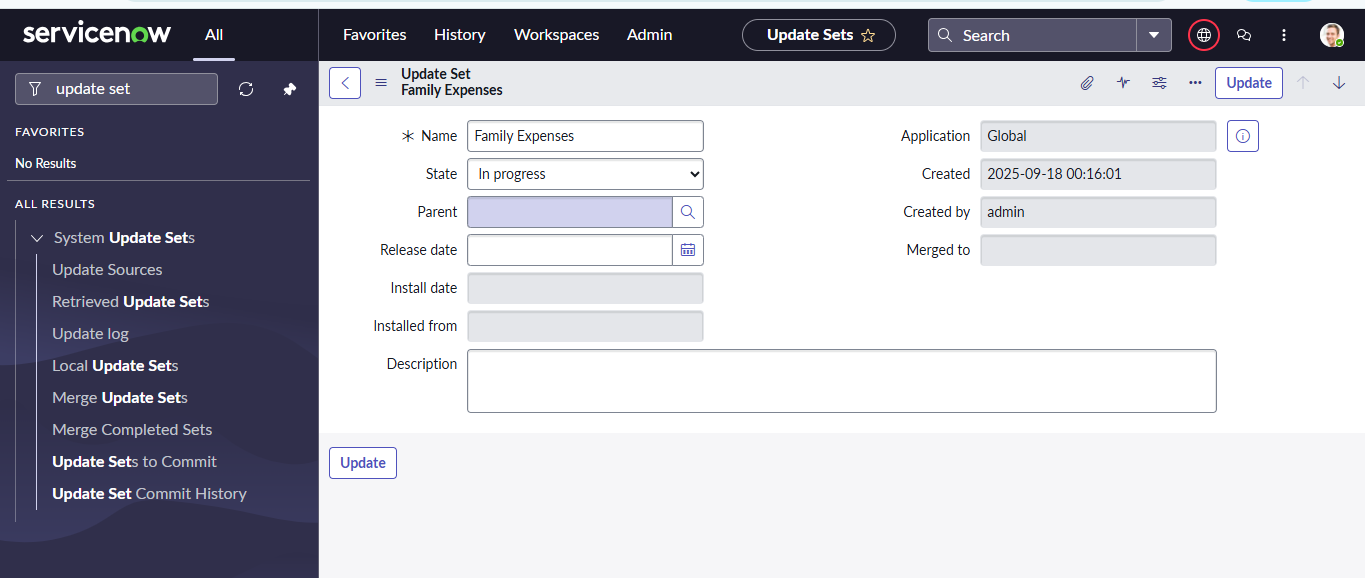 servicenow
All
Favorites
History
Workspaces
Admin
Update Sets
Search
update set
FAVORITES
No Results
ALL RESULTS
System Update Sets
Update Sources
Retrieved Update Sets
Update log
Local Update Sets
Merge Update Sets
Merge Completed Sets
Update Sets to Commit
Update Set Commit History
Update Set
Family Expenses
Update
Name
Family Expenses
State
In progress
Parent
Release date
Install date
Installed from
Description
Application
Global
Created
2025-09-18 00:16:01
Created by
admin
Merged to
Update